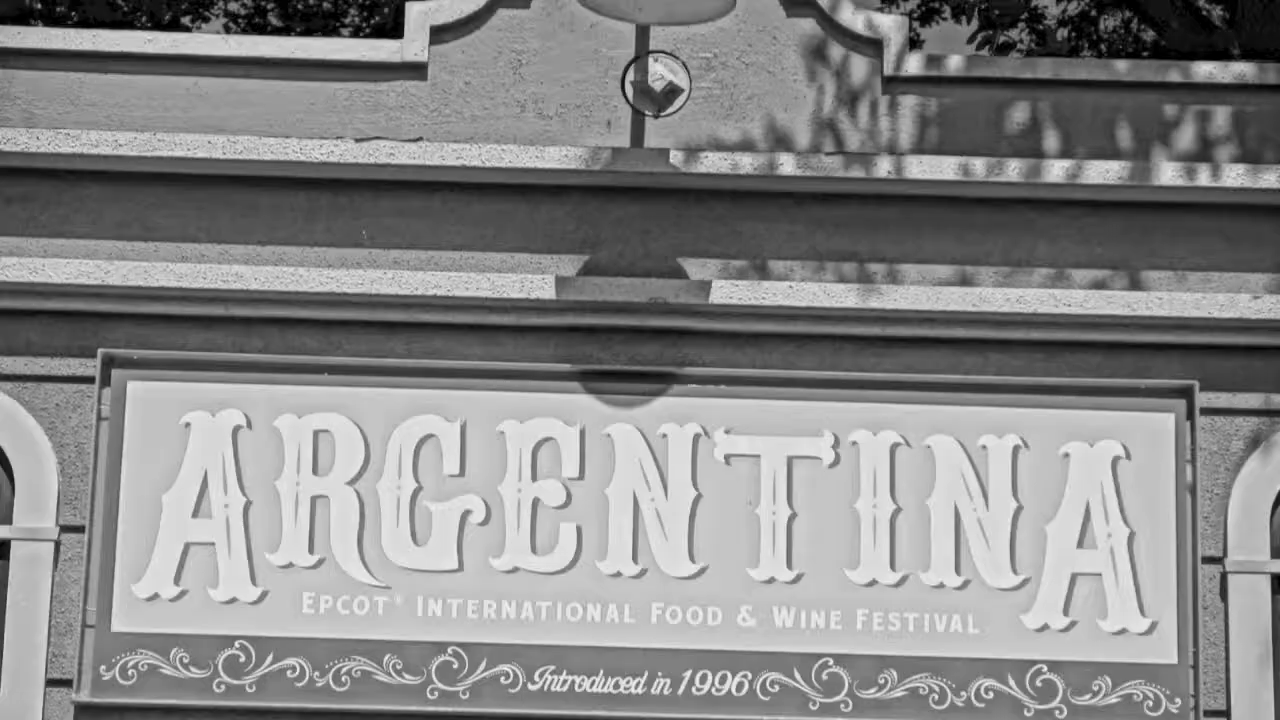 ARGENTINA
EPCOT® INTERNATIONAL FOOD & WINE FESTIVAL
Introduced in 1996